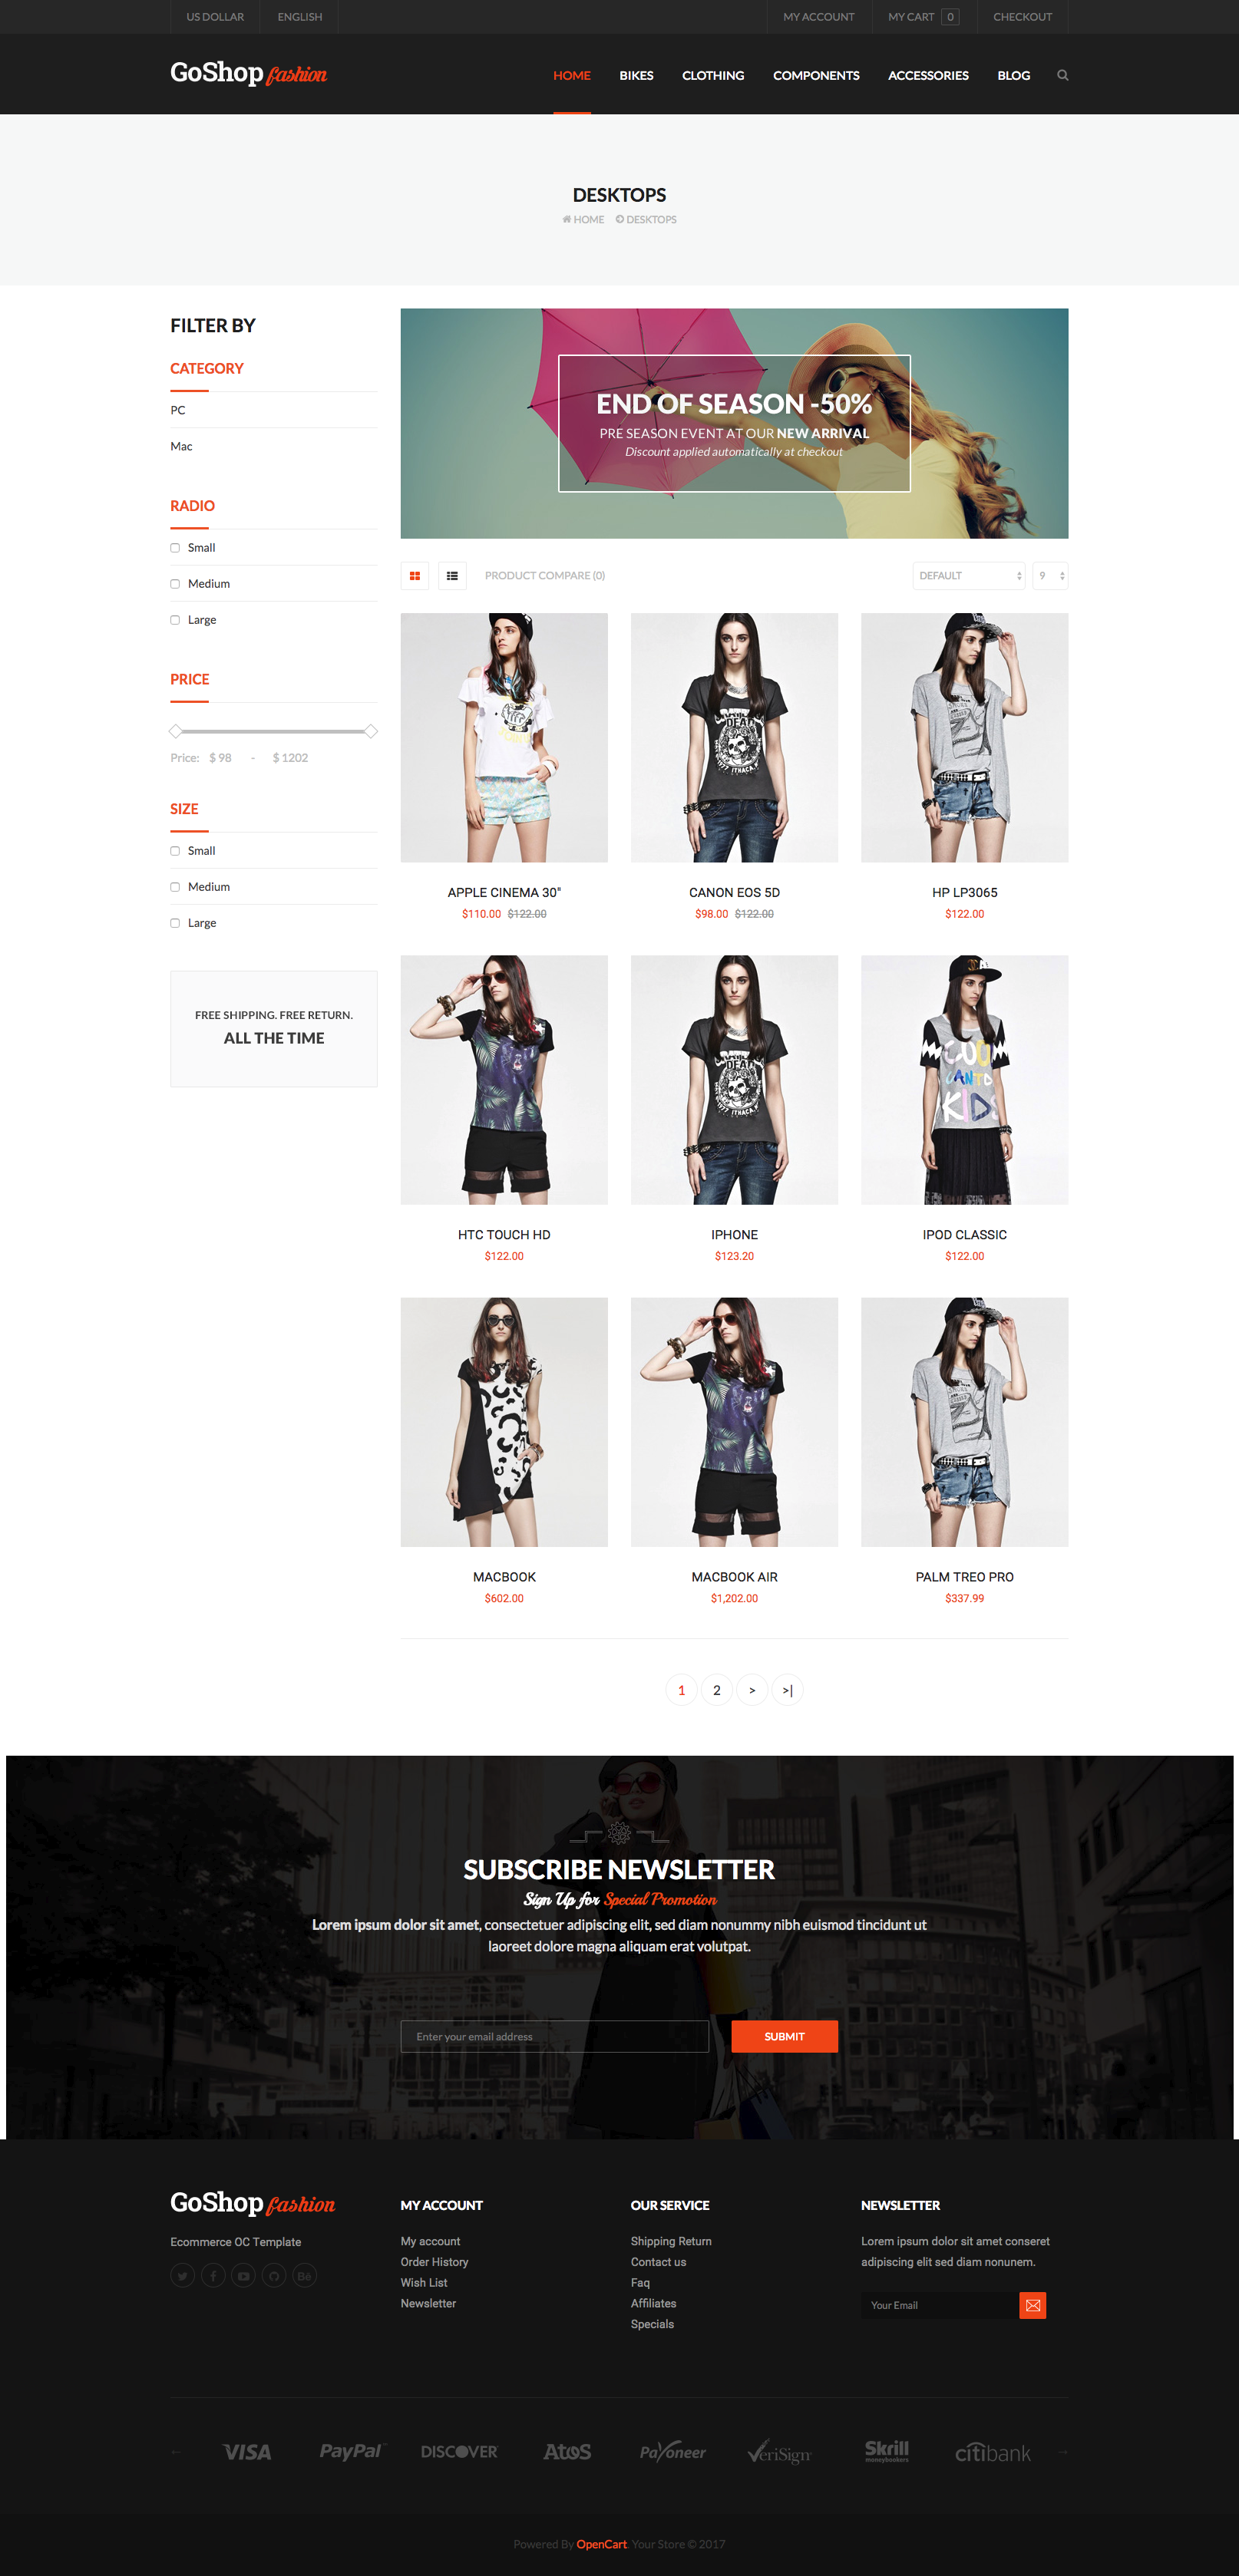 US DOLLAR ENGLISH MY ACCOUNT MY CART 0 CHECKOUT
GoShop fashion HOME BIKES CLOTHING COMPONENTS ACCESSORIES BLOG
DESKTOPS
HOME DESKTOPS
FILTER BY
CATEGORY
PC
Mac
RADIO
Small
Medium
Large
PRICE
Price: $ 98 - $ 1202
SIZE
Small
Medium
Large
FREE SHIPPING. FREE RETURN.
ALL THE TIME
END OF SEASON -50%
PRE SEASON EVENT AT OUR NEW ARRIVAL
Discount applied automatically at checkout
PRODUCT COMPARE (0) DEFAULT 9
APPLE CINEMA 30" CANON EOS 5D HP LP3065
$110.00 $122.00 $98.00 $122.00 $122.00
HTC TOUCH HD IPHONE IPOD CLASSIC
$122.00 $123.20 $122.00
MACBOOK MACBOOK AIR PALM TREO PRO
$602.00 $1,202.00 $337.99
1 2 > >|
SUBSCRIBE NEWSLETTER
Sign Up for Special Promotion
Lorem ipsum dolor sit amet, consectetuer adipiscing elit, sed diam nonummy nibh euismod tincidunt ut
laoreet dolore magna aliquam erat volutpat.
Enter your email address SUBMIT
GoShop fashion
Ecommerce OC Template
MY ACCOUNT
My account
Order History
Wish List
Newsletter
OUR SERVICE
Shipping Return
Contact us
Faq
Affiliates
Specials
NEWSLETTER
Lorem ipsum dolor sit amet conseret
adipiscing elit sed diam nonunem.
Your Email
VISA PayPal DISCOVER AtoS Payoneer VeriSign Skrill moneybookers citibank
Powered By OpenCart. Your Store © 2017